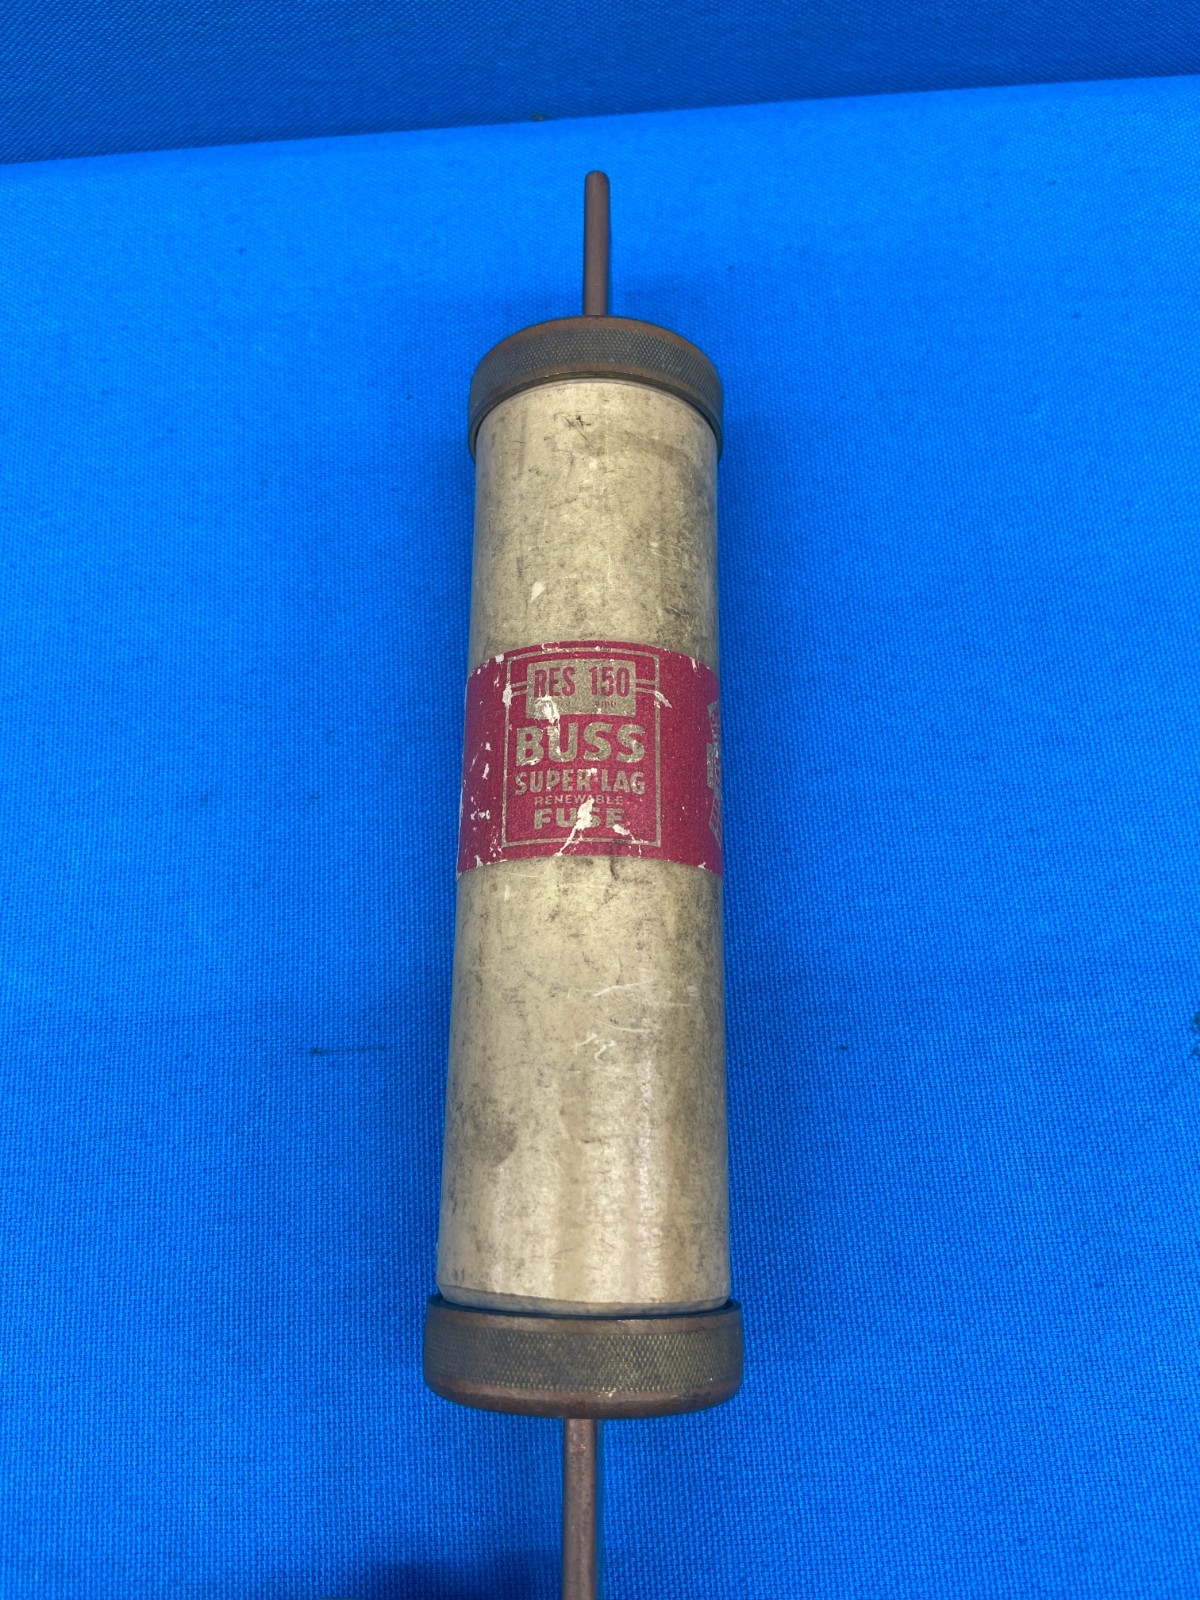 RES 150
BUSS
SUPER-LAG
RENEWABLE
FUSE